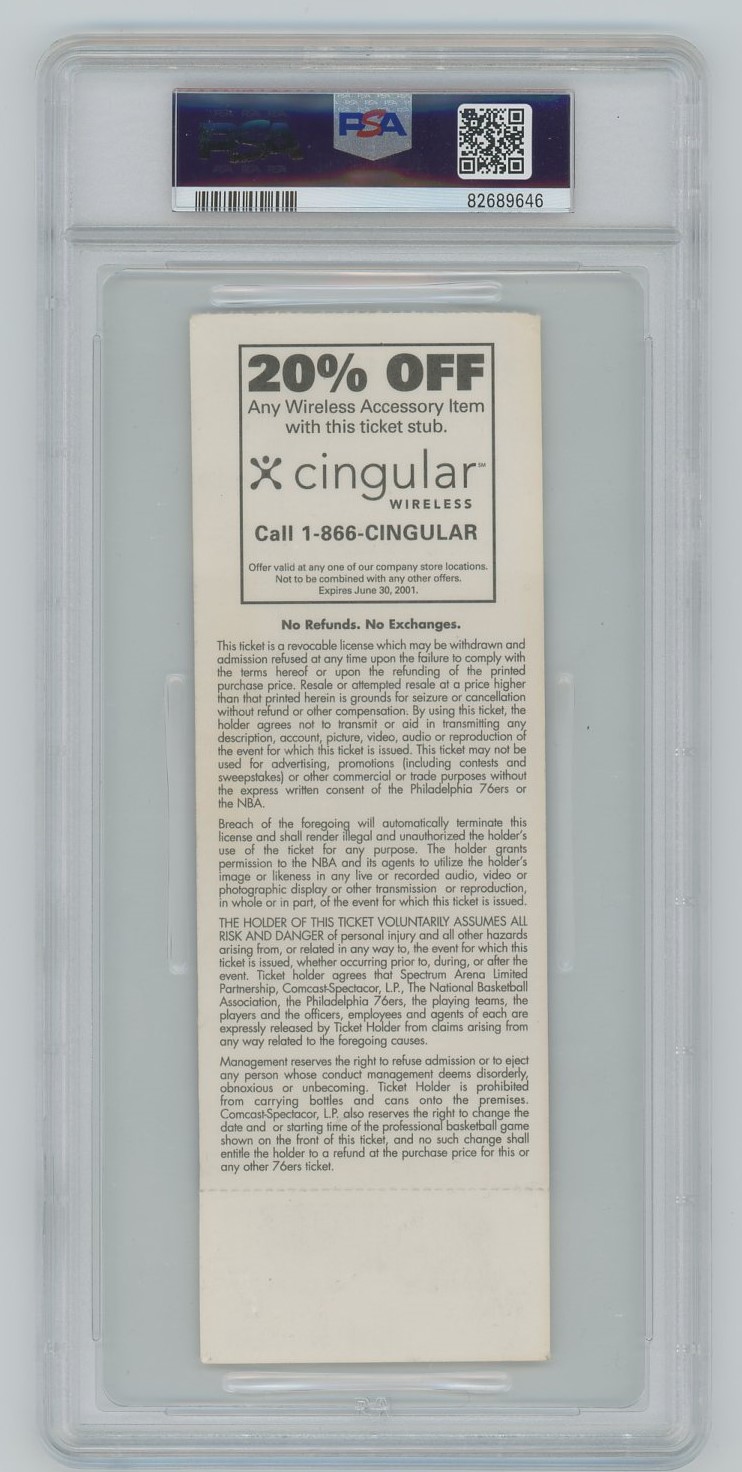 PSA
82689646
20% OFF
Any Wireless Accessory Item
with this ticket stub.
cingular℠
WIRELESS
Call 1-866-CINGULAR
Offer valid at any one of our company store locations.
Not to be combined with any other offers.
Expires June 30, 2001.
No Refunds. No Exchanges.
This ticket is a revocable license which may be withdrawn and
admission refused at any time upon the failure to comply with
the terms hereof or upon the refunding of the printed
purchase price. Resale or attempted resale at a price higher
than that printed herein is grounds for seizure or cancellation
without refund or other compensation. By using this ticket, the
holder agrees not to transmit or aid in transmitting any
description, account, picture, video, audio or reproduction of
the event for which this ticket is issued. This ticket may not be
used for advertising, promotions (including contests and
sweepstakes) or other commercial or trade purposes without
the express written consent of the Philadelphia 76ers or
the NBA.
Breach of the foregoing will automatically terminate this
license and shall render illegal and unauthorized the holder's
use of the ticket for any purpose. The holder grants
permission to the NBA and its agents to utilize the holder's
image or likeness in any live or recorded audio, video or
photographic display or other transmission or reproduction,
in whole or in part, of the event for which this ticket is issued.
THE HOLDER OF THIS TICKET VOLUNTARILY ASSUMES ALL
RISK AND DANGER of personal injury and all other hazards
arising from, or related in any way to, the event for which this
ticket is issued, whether occurring prior to, during, or after the
event. Ticket holder agrees that Spectrum Arena Limited
Partnership, Comcast-Spectacor, L.P., The National Basketball
Association, the Philadelphia 76ers, the playing teams, the
players and the officers, employees and agents of each are
expressly released by Ticket Holder from claims arising from
any way related to the foregoing causes.
Management reserves the right to refuse admission or to eject
any person whose conduct management deems disorderly,
obnoxious or unbecoming. Ticket Holder is prohibited
from carrying bottles and cans onto the premises.
Comcast-Spectacor, L.P. also reserves the right to change the
date and or starting time of the professional basketball game
shown on the front of this ticket, and no such change shall
entitle the holder to a refund at the purchase price for this or
any other 76ers ticket.